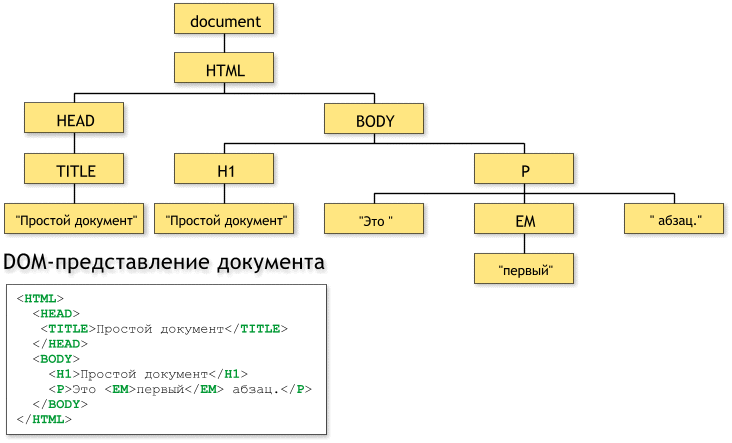 document
HTML
HEAD
BODY
TITLE
H1
P
"Простой документ"
"Простой документ"
"Это "
EM
" абзац."
"первый"
DOM-представление документа
<HTML>
<HEAD>
<TITLE>Простой документ</TITLE>
</HEAD>
<BODY>
<H1>Простой документ</H1>
<P>Это <EM>первый</EM> абзац.</P>
</BODY>
</HTML>